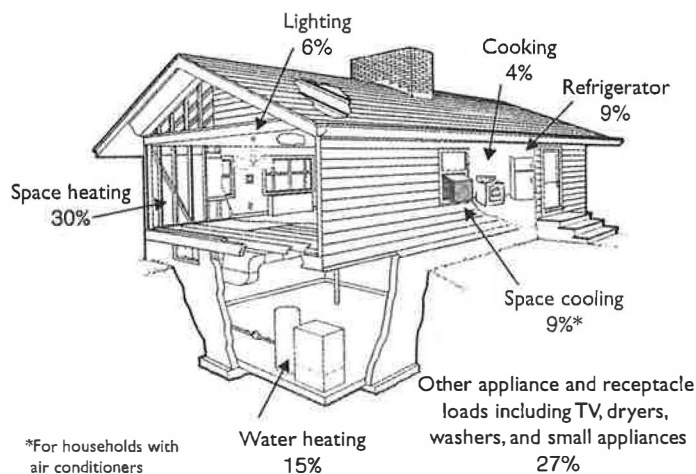 Lighting
6%
Cooking
4%
Refrigerator
9%
Space heating
30%
Space cooling
9%*
Other appliance and receptacle
loads including TV, dryers,
washers, and small appliances
27%
Water heating
15%
*For households with
air conditioners